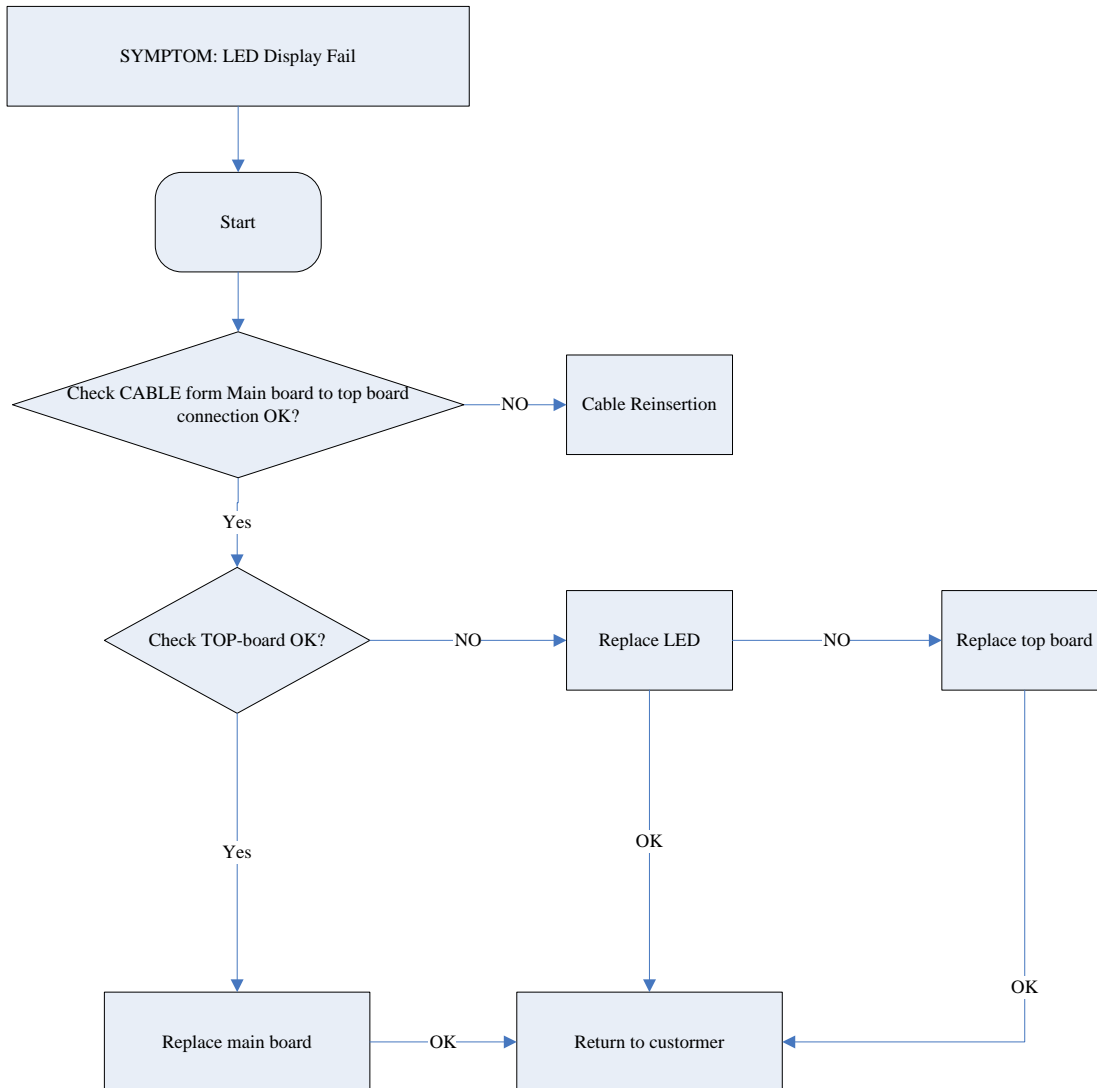 SYMPTOM: LED Display Fail
Start
Check CABLE form Main board to top board
connection OK?
NO
Cable Reinsertion
Yes
Check TOP-board OK?
NO
Replace LED
NO
Replace top board
Yes
OK
OK
Replace main board
OK
Return to custormer